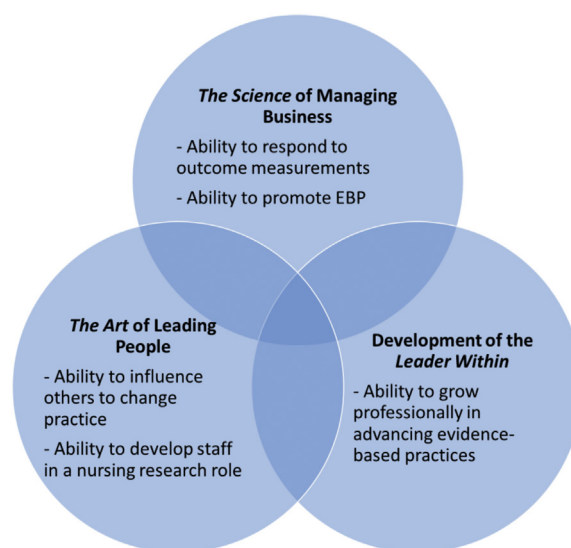 The Science of Managing
Business
- Ability to respond to
outcome measurements
- Ability to promote EBP
The Art of Leading
People
- Ability to influence
others to change
practice
- Ability to develop staff
in a nursing research role
Development of the
Leader Within
- Ability to grow
professionally in
advancing evidence-
based practices